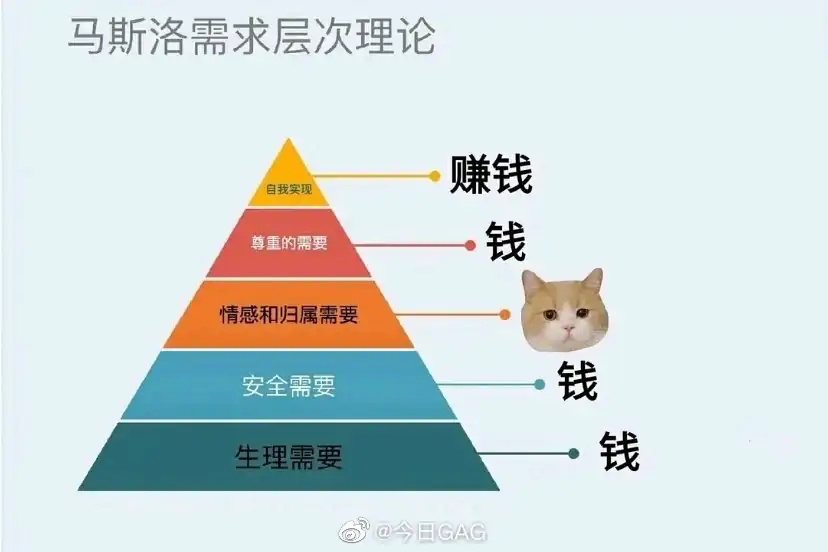 马斯洛需求层次理论
自我实现
赚钱
尊重的需要
钱
情感和归属需要
安全需要
钱
生理需要
钱
@今日GAG